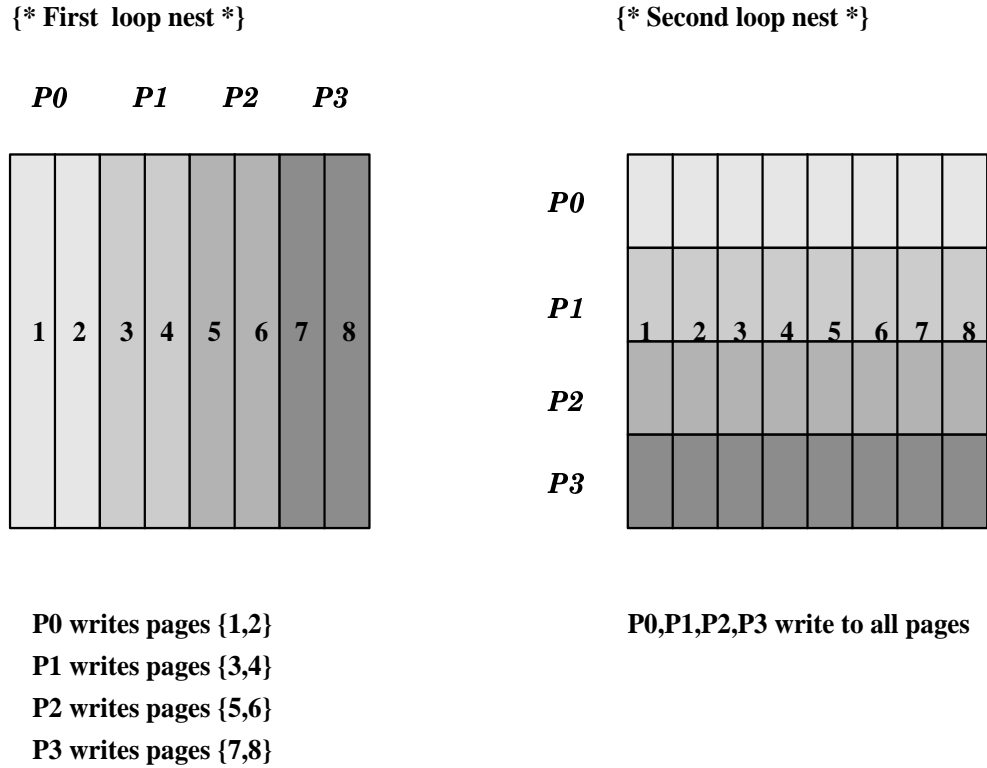 {* First loop nest *}
{* Second loop nest *}
P0 P1 P2 P3
1 2 3 4 5 6 7 8
P0
P1
1 2 3 4 5 6 7 8
P2
P3
P0 writes pages {1,2}
P1 writes pages {3,4}
P2 writes pages {5,6}
P3 writes pages {7,8}
P0,P1,P2,P3 write to all pages